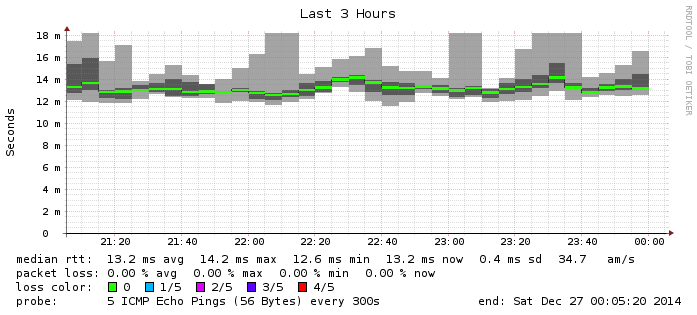 Last 3 Hours
RRDTOOL / TOBI OETIKER
Seconds
18 m
16 m
14 m
12 m
10 m
8 m
6 m
4 m
2 m
0
21:20 21:40 22:00 22:20 22:40 23:00 23:20 23:40 00:00
median rtt: 13.2 ms avg 14.2 ms max 12.6 ms min 13.2 ms now 0.4 ms sd 34.7 am/s
packet loss: 0.00 % avg 0.00 % max 0.00 % min 0.00 % now
loss color: 0 1/5 2/5 3/5 4/5
probe: 5 ICMP Echo Pings (56 Bytes) every 300s end: Sat Dec 27 00:05:20 2014